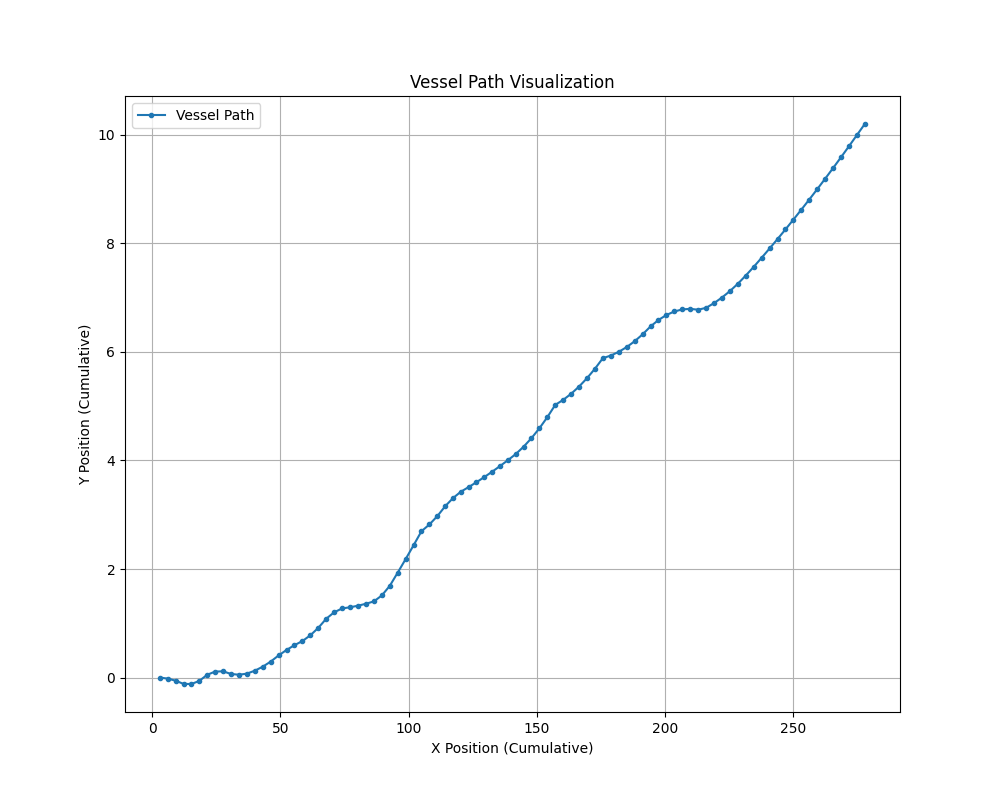 Vessel Path Visualization
Vessel Path
Y Position (Cumulative)
10
8
6
4
2
0
0 50 100 150 200 250
X Position (Cumulative)